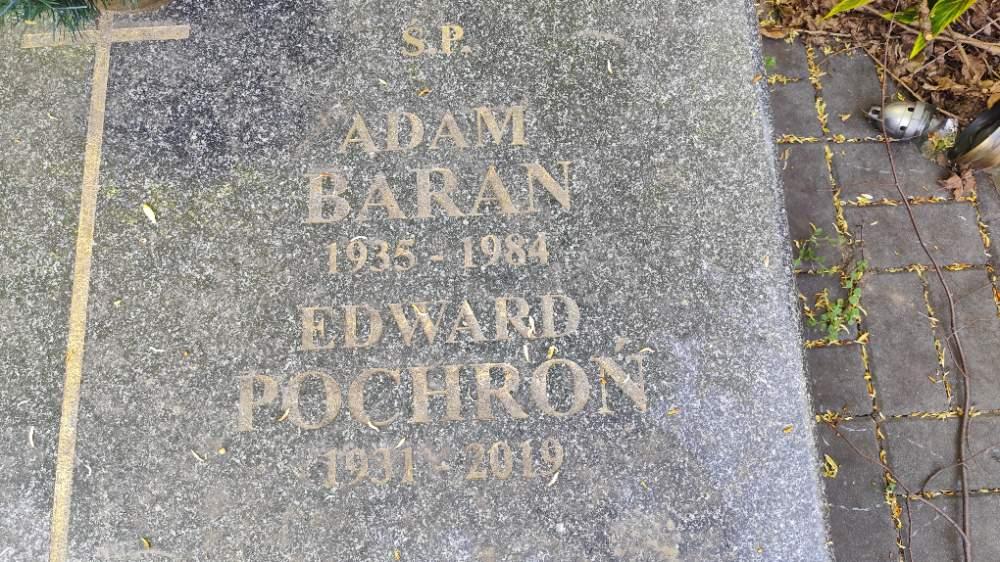 Ś.P.
ADAM
BARAN
1935 - 1984
EDWARD
POCHROŃ
1931 - 2019